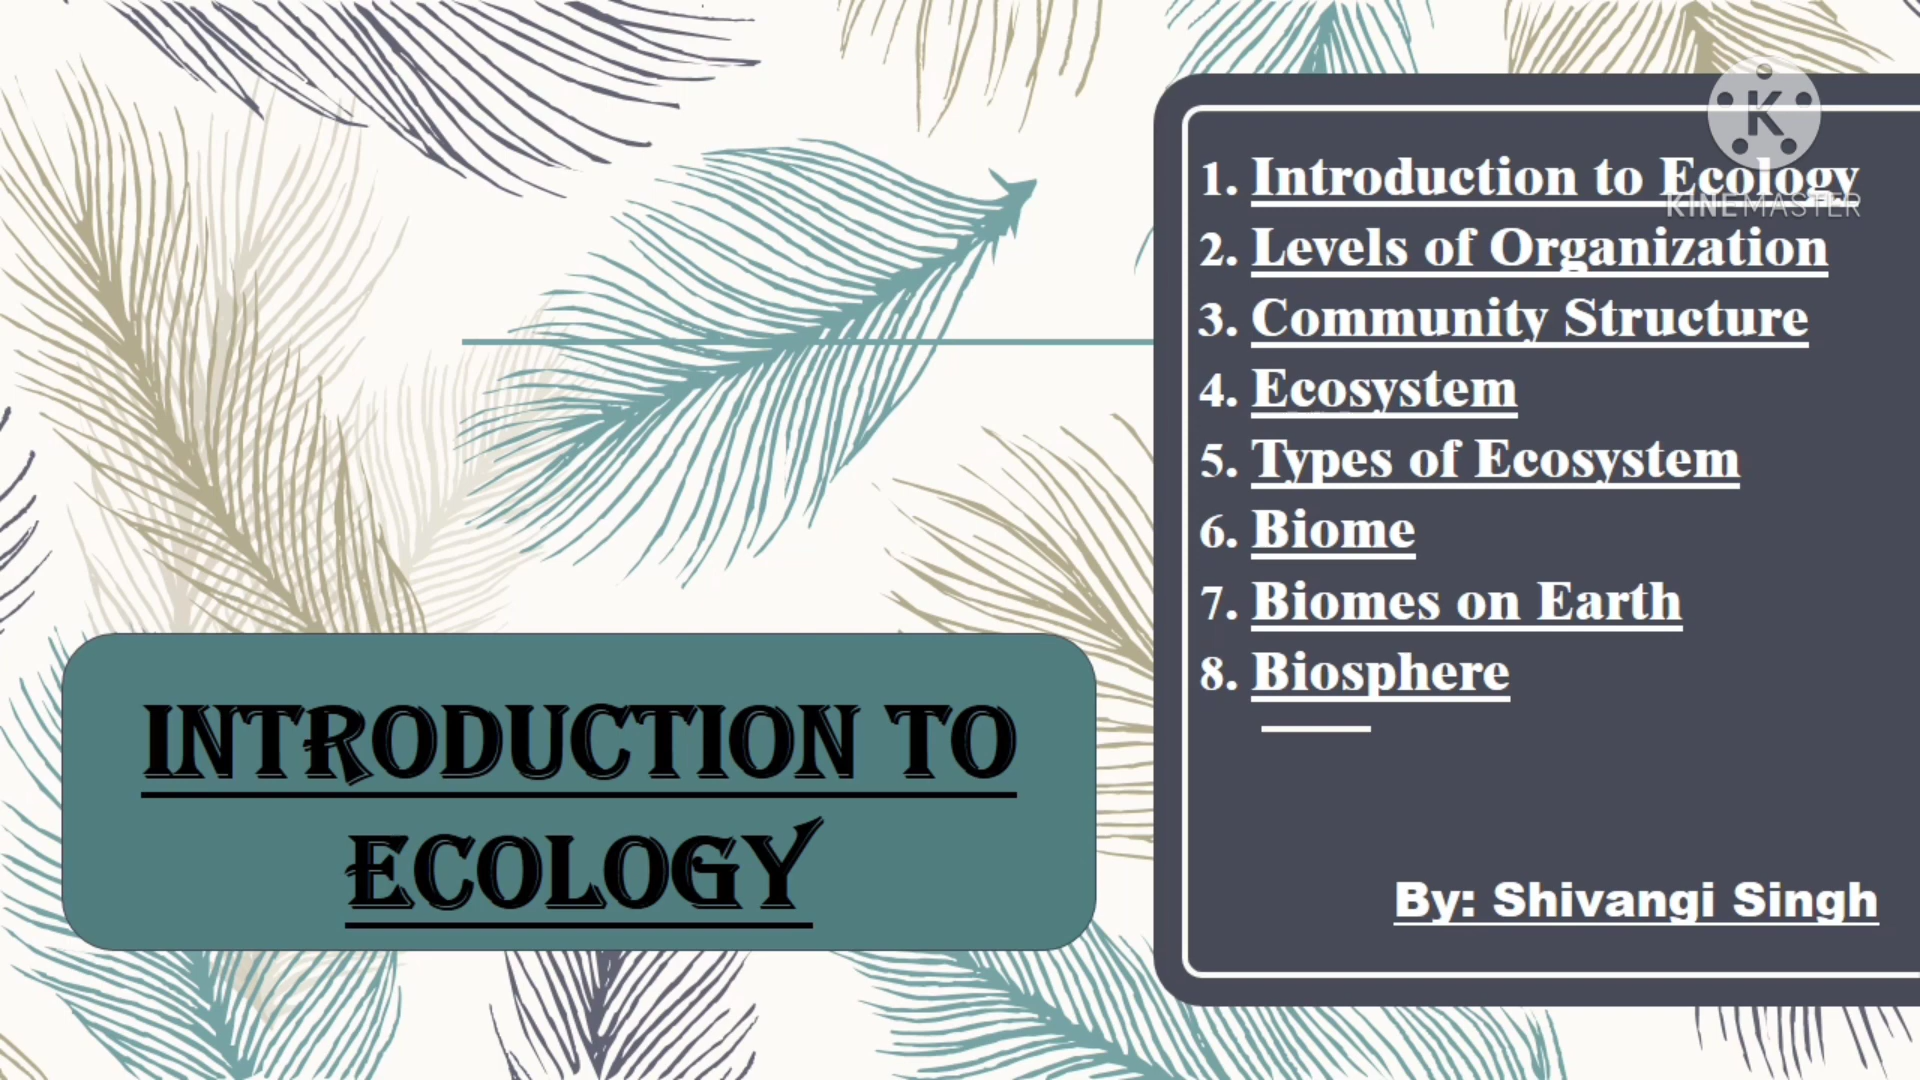 K
KINEMASTER
1. Introduction to Ecology
2. Levels of Organization
3. Community Structure
4. Ecosystem
5. Types of Ecosystem
6. Biome
7. Biomes on Earth
8. Biosphere
INTRODUCTION TO
ECOLOGY
By: Shivangi Singh